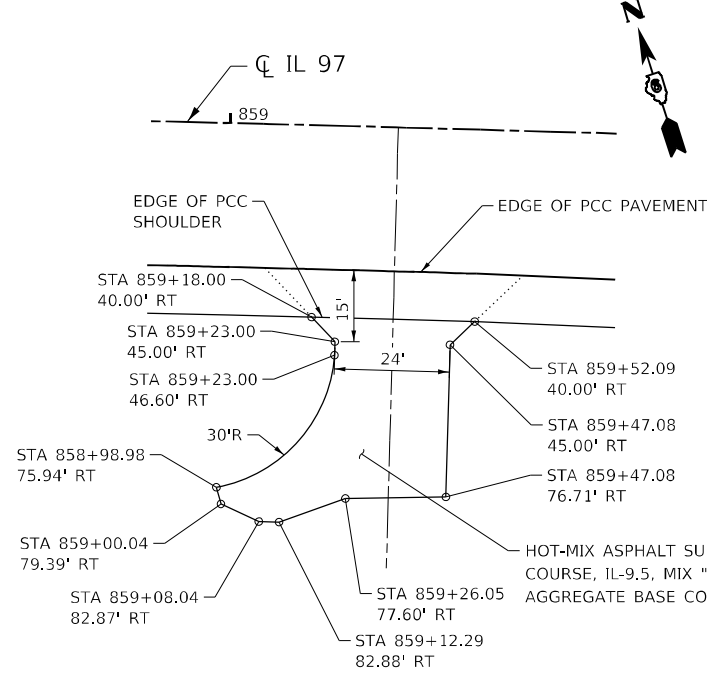 N
6
℄ IL 97
859
EDGE OF PCC
SHOULDER
EDGE OF PCC PAVEMENT
STA 859+18.00
40.00' RT
15'
STA 859+23.00
45.00' RT
24'
STA 859+23.00
46.60' RT
STA 859+52.09
40.00' RT
STA 859+47.08
45.00' RT
30'R
STA 858+98.98
75.94' RT
STA 859+47.08
76.71' RT
STA 859+00.04
79.39' RT
HOT-MIX ASPHALT SU
COURSE, IL-9.5, MIX "
AGGREGATE BASE CO
STA 859+08.04
82.87' RT
STA 859+26.05
77.60' RT
STA 859+12.29
82.88' RT